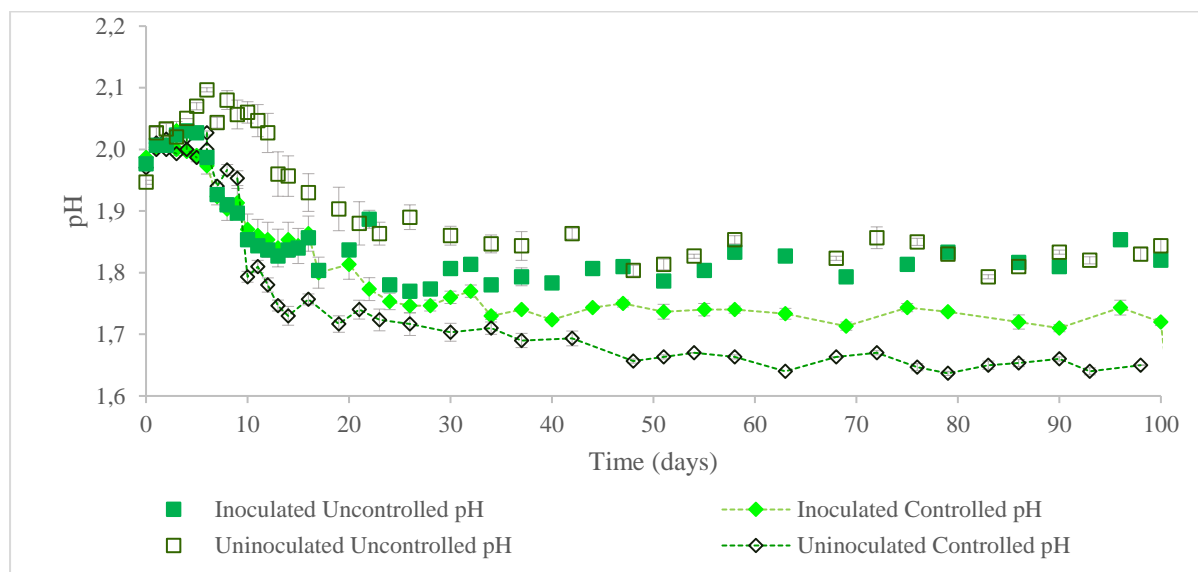 2,2
2,1
2,0
1,9
1,8
1,7
1,6
pH
0 10 20 30 40 50 60 70 80 90 100
Time (days)
Inoculated Uncontrolled pH Inoculated Controlled pH
Uninoculated Uncontrolled pH Uninoculated Controlled pH